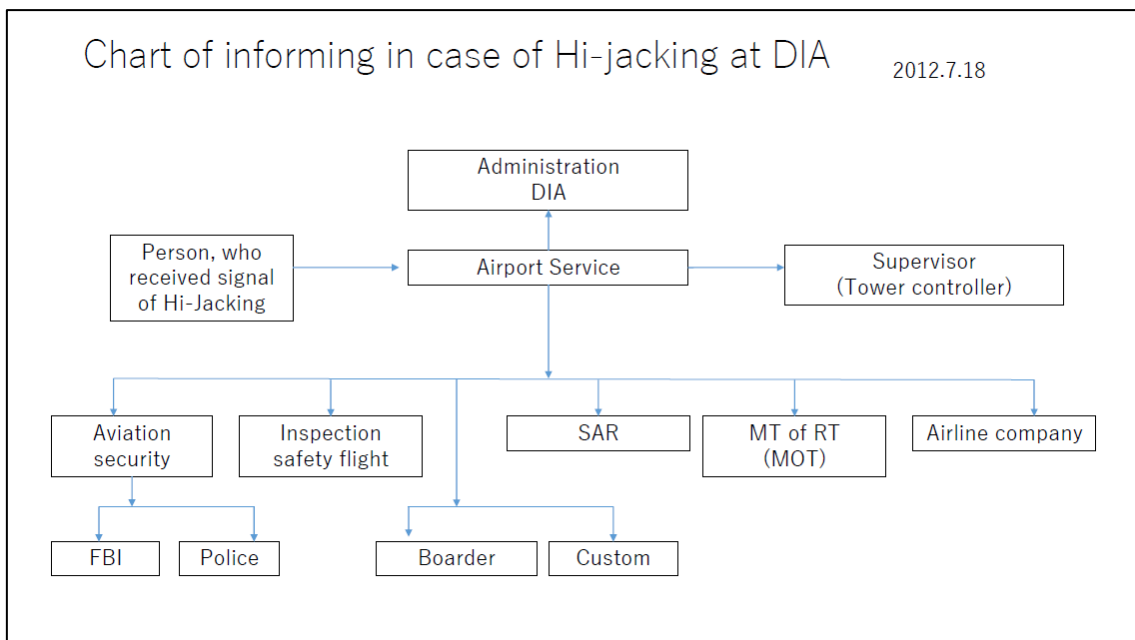 Chart of informing in case of Hi-jacking at DIA
2012.7.18
Administration
DIA
Person, who
received signal
of Hi-Jacking
Airport Service
Supervisor
(Tower controller)
Aviation
security
Inspection
safety flight
SAR
MT of RT
(MOT)
Airline company
FBI
Police
Boarder
Custom